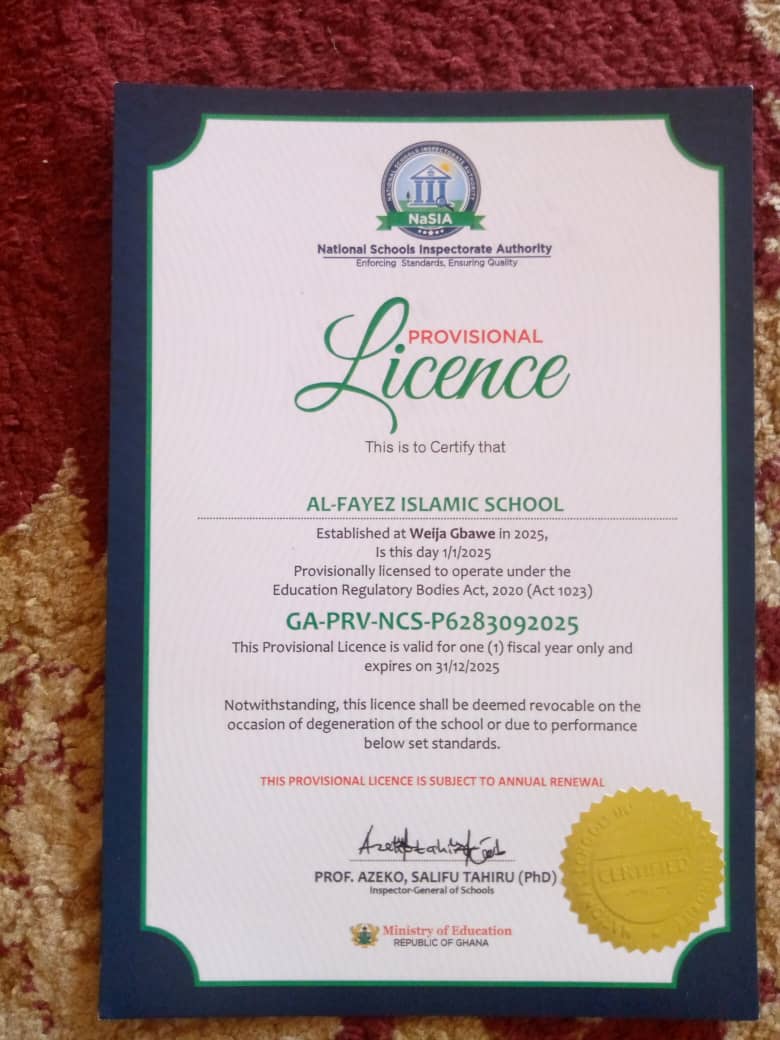 NATIONAL SCHOOLS INSPECTORATE AUTHORITY
NaSIA
National Schools Inspectorate Authority
Enforcing Standards, Ensuring Quality
PROVISIONAL
Licence
This is to Certify that
AL-FAYEZ ISLAMIC SCHOOL
Established at Weija Gbawe in 2025,
Is this day 1/1/2025
Provisionally licensed to operate under the
Education Regulatory Bodies Act, 2020 (Act 1023)
GA-PRV-NCS-P6283092025
This Provisional Licence is valid for one (1) fiscal year only and
expires on 31/12/2025
Notwithstanding, this licence shall be deemed revocable on the
occasion of degeneration of the school or due to performance
below set standards.
THIS PROVISIONAL LICENCE IS SUBJECT TO ANNUAL RENEWAL
PROF. AZEKO, SALIFU TAHIRU (PhD)
Inspector-General of Schools
CERTIFIED
Ministry of Education
REPUBLIC OF GHANA